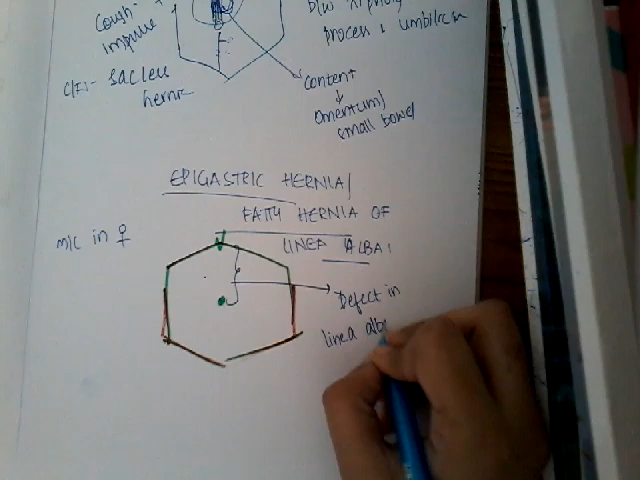 Cough
impulse
b/w xiphoid
process & umbilicus
c/f)- Sacless
hernia
content
omentum/
small bowel
EPIGASTRIC HERNIA/
FATTY HERNIA OF
LINEA ALBA/
m/c in ♀
Defect in
linea alb